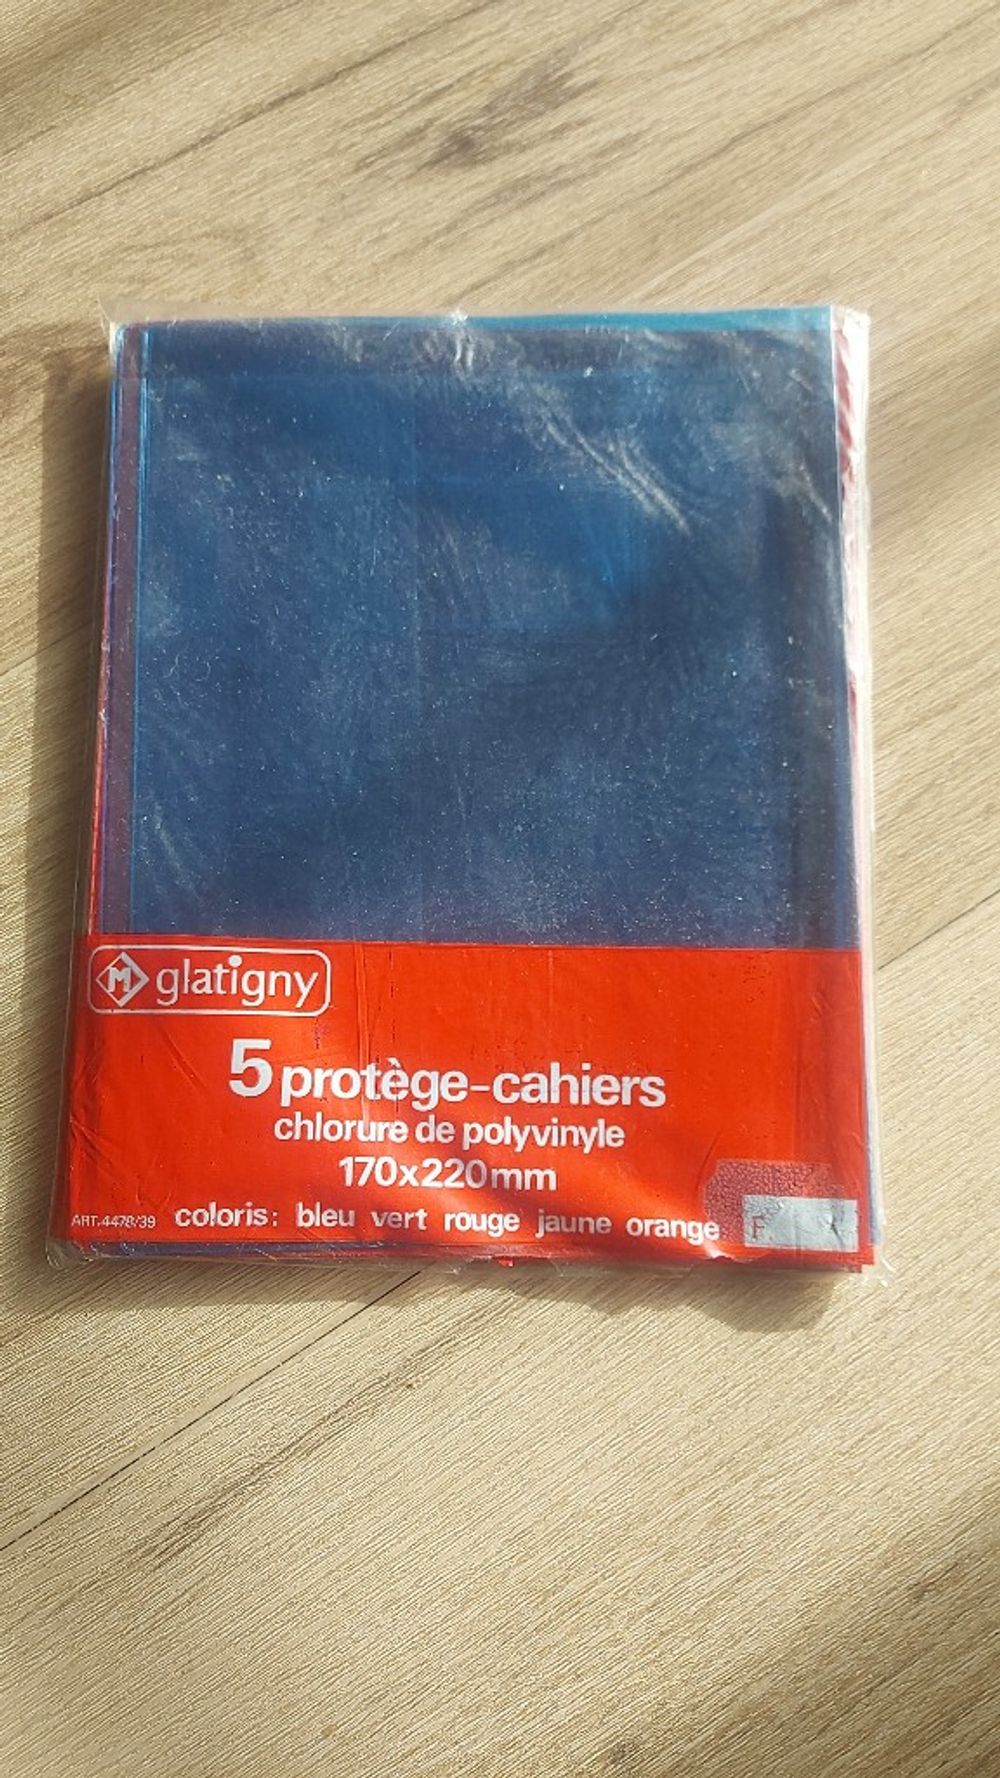 M glatigny
5 protège-cahiers
chlorure de polyvinyle
170x220mm
ART.4478/39 coloris: bleu vert rouge jaune orange F.